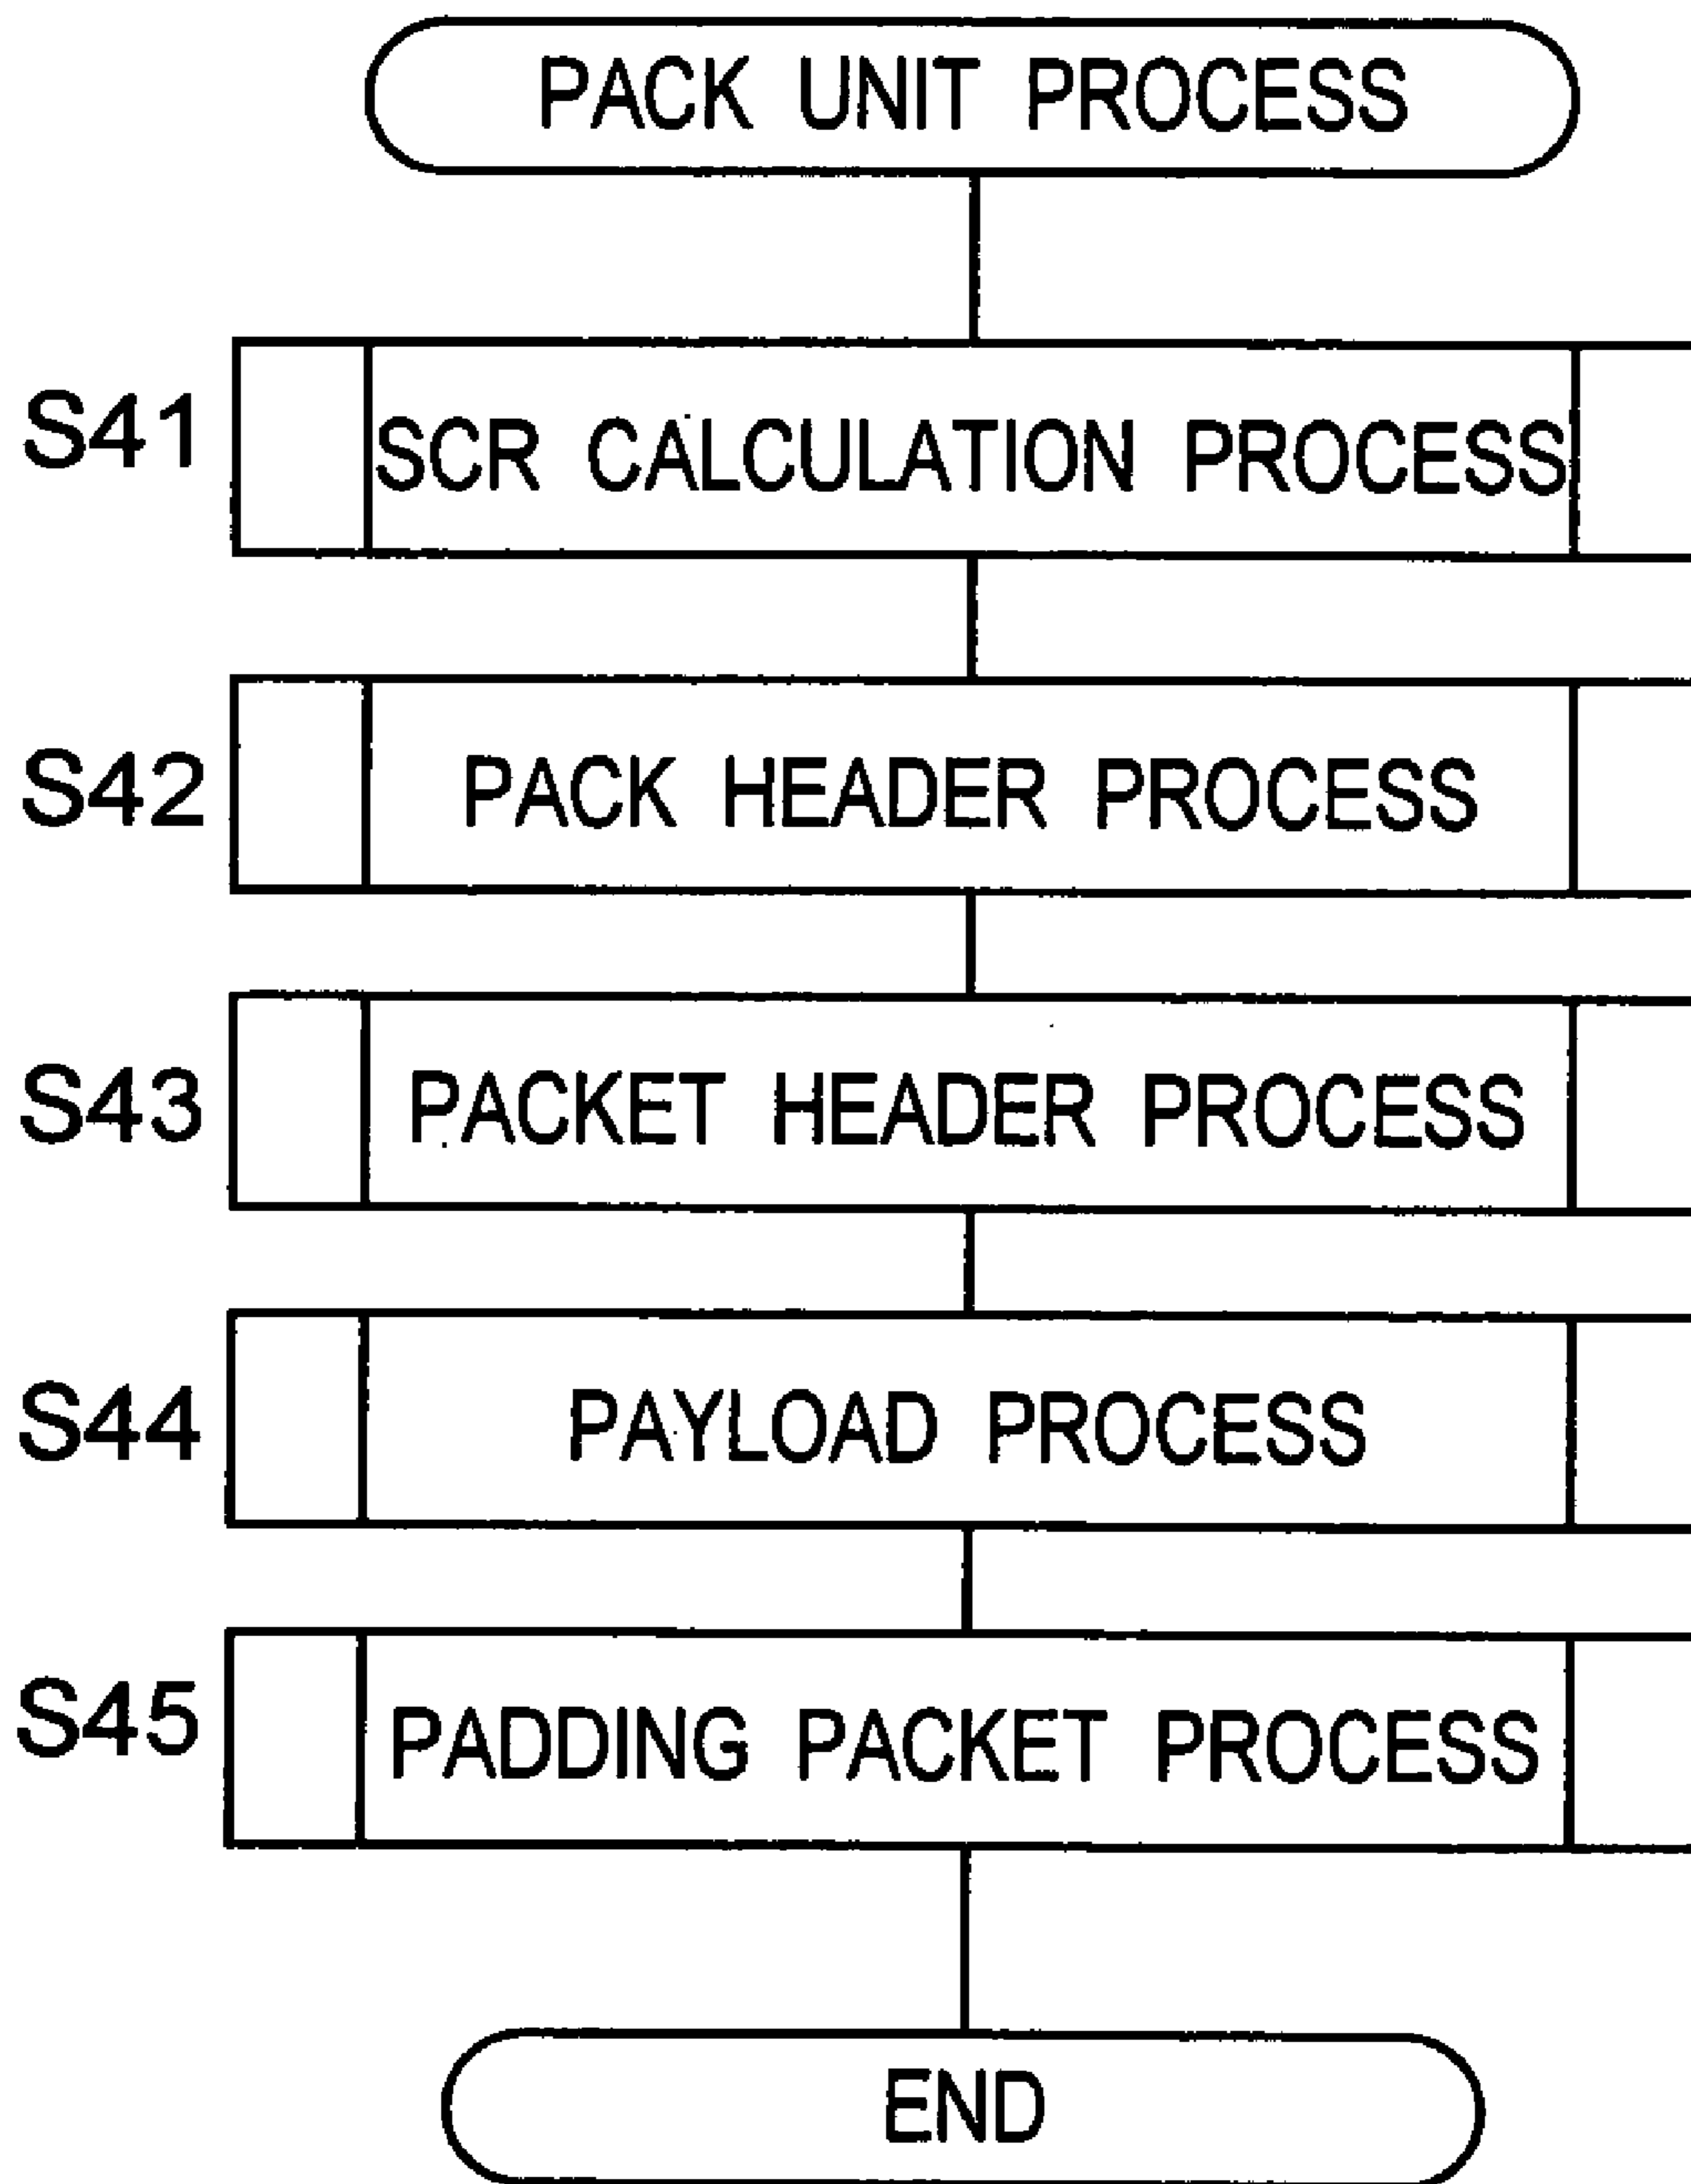 PACK UNIT PROCESS
S41 SCR CALCULATION PROCESS
S42 PACK HEADER PROCESS
S43 PACKET HEADER PROCESS
S44 PAYLOAD PROCESS
S45 PADDING PACKET PROCESS
END